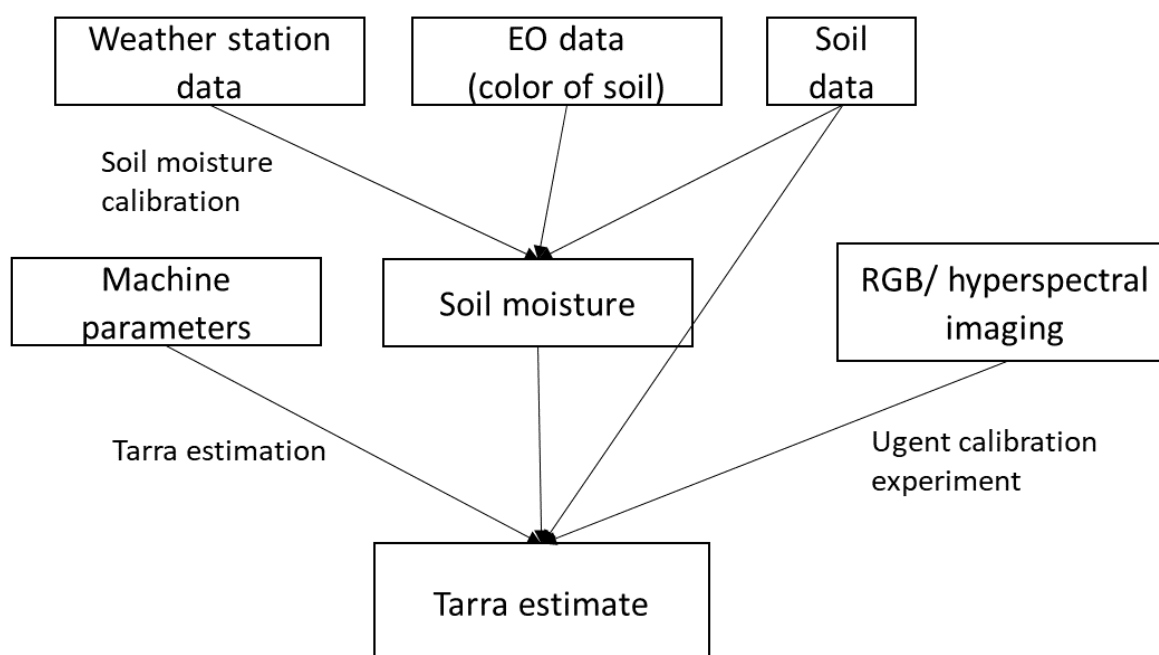 Weather station
data
EO data
(color of soil)
Soil
data
Soil moisture
calibration
Machine
parameters
Soil moisture
RGB/ hyperspectral
imaging
Tarra estimation
Ugent calibration
experiment
Tarra estimate